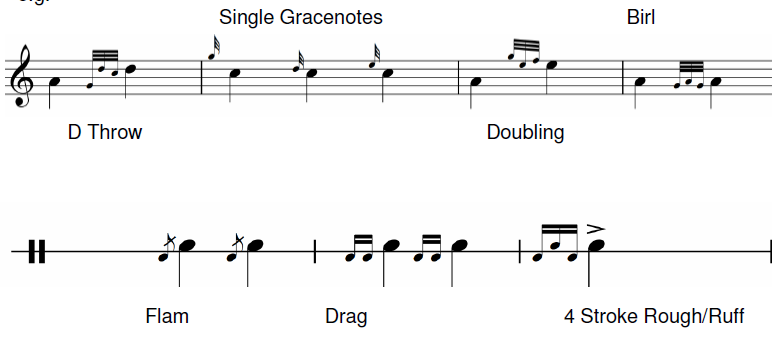 Single Gracenotes
Birl
D Throw
Doubling
Flam
Drag
4 Stroke Rough/Ruff